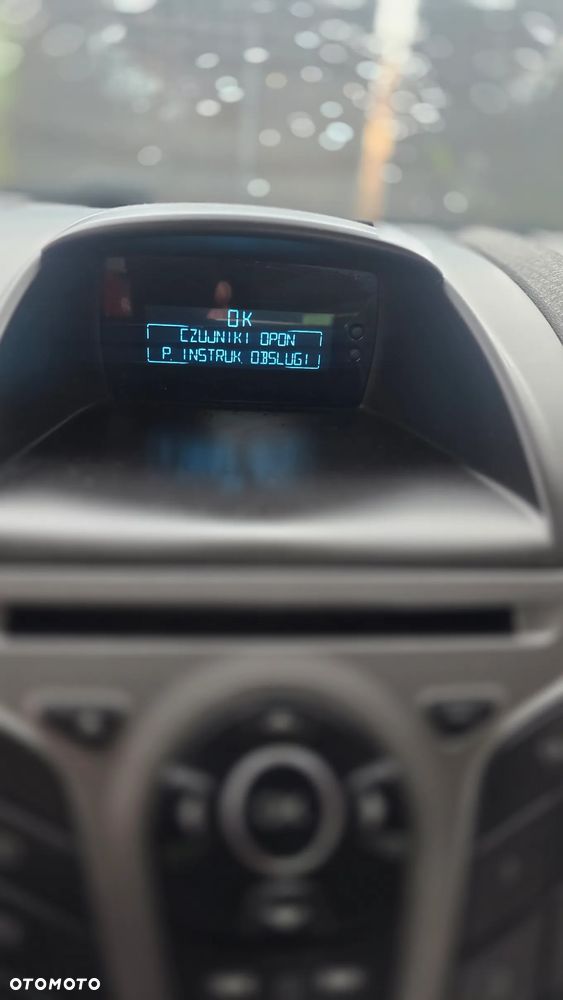 OK
CZUJNIKI OPON
P. INSTRUK. OBSLUGI
OTOMOTO